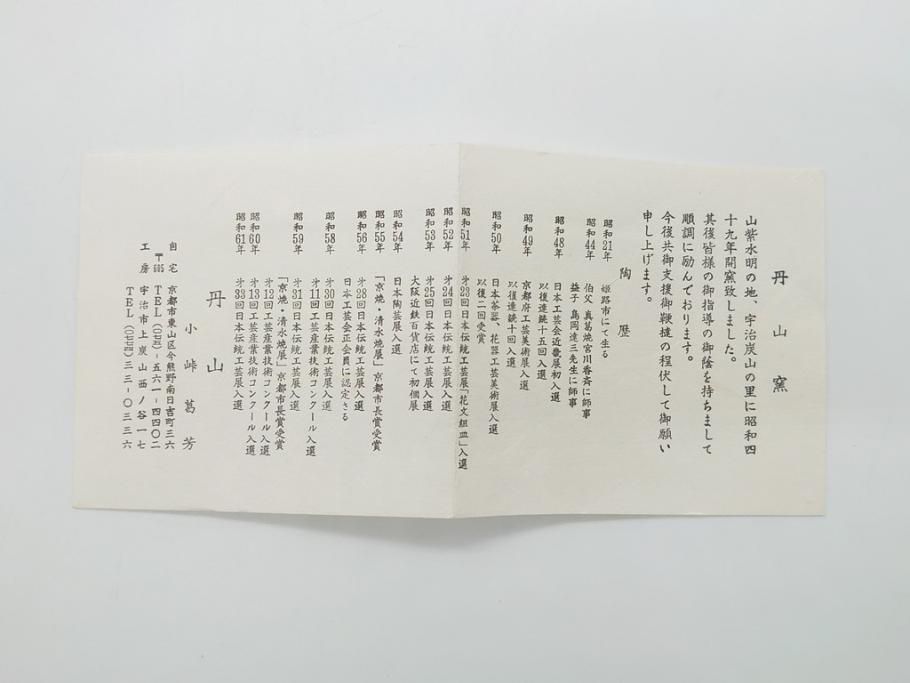 丹山窯
山紫水明の地、宇治炭山の里に昭和四
十九年開窯致しました。
其後皆様の御指導の御陰を持ちまして
順調に励んでおります。
今後共御支援御鞭撻の程伏して御願い
申し上げます。
陶歴
昭和21年 姫路市にて生る
昭和44年 伯父 真葛焼宮川香斎に師事
益子 島岡達三先生に師事
昭和48年 日本工芸会近畿展初入選
以後連続十五回入選
昭和49年 京都府工芸美術展入選
以後連続十回入選
昭和50年 日本茶器、花器工芸美術展入選
以後二回受賞
昭和51年 才23回日本伝統工芸展「花文組皿」入選
昭和52年 才24回日本伝統工芸展入選
昭和53年 才25回日本伝統工芸展入選
大阪近鉄百貨店にて初個展
昭和54年 日本陶芸展入選
昭和55年 「京焼・清水焼展」京都市長賞受賞
昭和56年 才28回日本伝統工芸展入選
日本工芸会正会員に認定さる
昭和58年 才30回日本伝統工芸展入選
才11回工芸産業技術コンクール入選
昭和59年 才31回日本伝統工芸展入選
「京焼・清水焼展」京都市長賞受賞
才12回工芸産業技術コンクール入選
昭和60年 才13回工芸産業技術コンクール入選
昭和61年 才33回日本伝統工芸展入選
丹山
小峠葛芳
自宅 京都市東山区今熊野南日吉町三六
〒605 TEL(〇七五)-五六一-四四〇二
工房 宇治市上炭山西ノ谷一七
TEL(〇七七四)三三-〇三三六